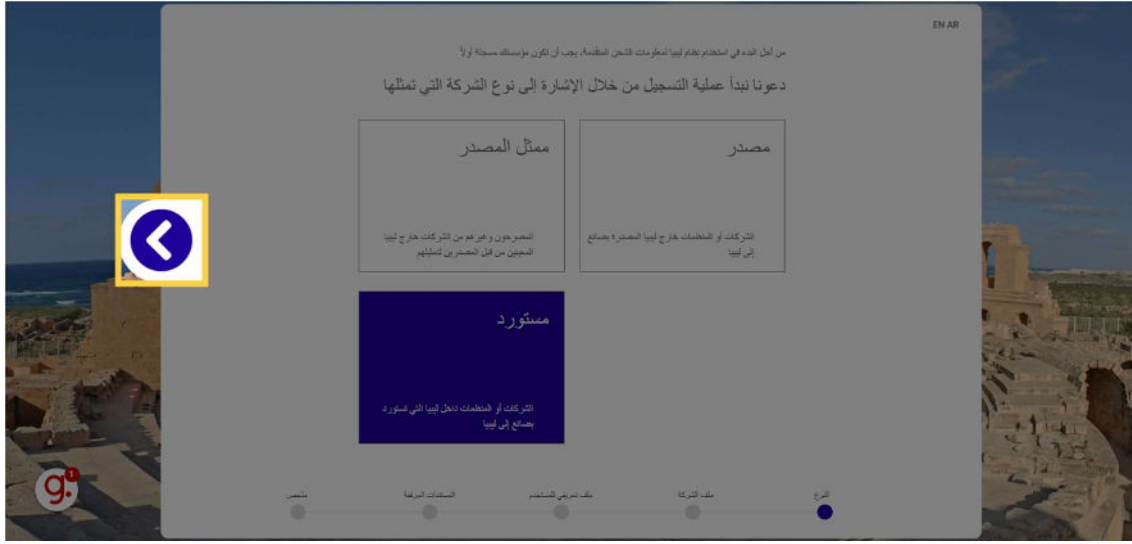 EN AR
من أجل البدء في استخدام نظام ليبيا لمعلومات الشحن المتقدمة، يجب أن تكون مؤسستك مسجلة أولاً
دعونا نبدأ عملية التسجيل من خلال الإشارة إلى نوع الشركة التي تمثلها
مصدر
الشركات أو المنظمات خارج ليبيا المصدرة بضائع
إلى ليبيا
ممثل المصدر
المصرحون وغيرهم من الشركات خارج ليبيا
المعينين من قبل المصدرين لتمثيلهم
مستورد
الشركات أو المنظمات داخل ليبيا التي تستورد
بضائع إلى ليبيا
النوع
ملف الشركة
ملف تعريفي للمستخدم
المستندات المرفقة
ملخص
g.
1